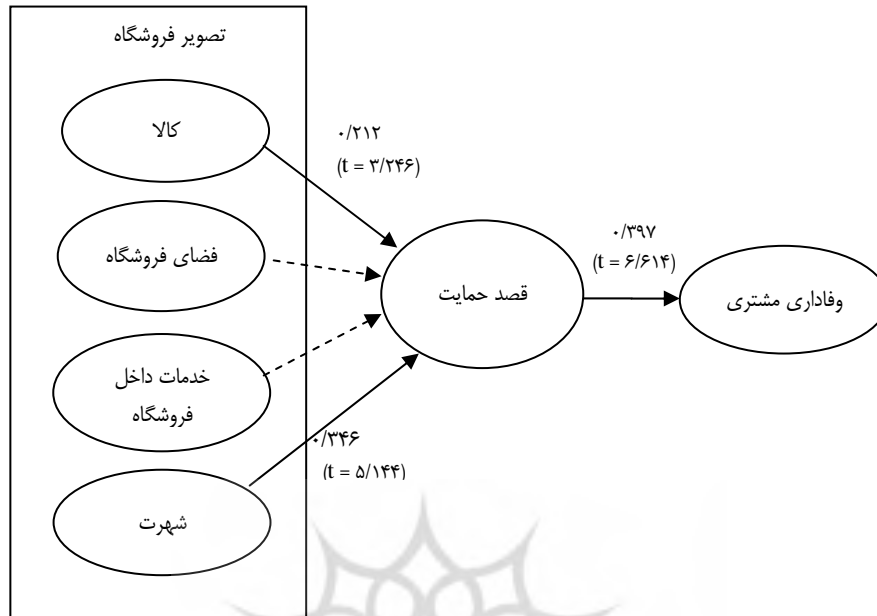 تصویر فروشگاه
کالا
۰/۲۱۲
(t = ۳/۲۴۶)
فضای فروشگاه
قصد حمایت
۰/۳۹۷
(t = ۶/۶۱۴)
وفاداری مشتری
خدمات داخل
فروشگاه
۰/۳۴۶
(t = ۵/۱۴۴)
شهرت